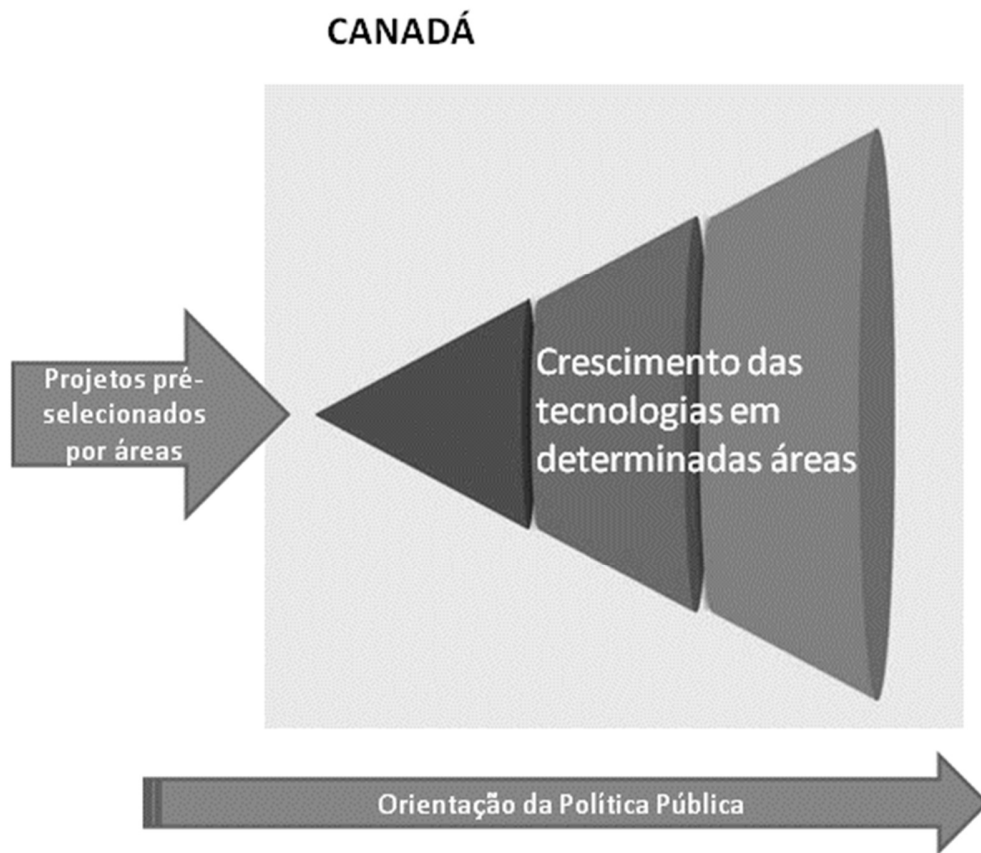 CANADÁ
Projetos pré-
selecionados
por áreas
Crescimento das
tecnologias em
determinadas áreas
Orientação da Política Pública